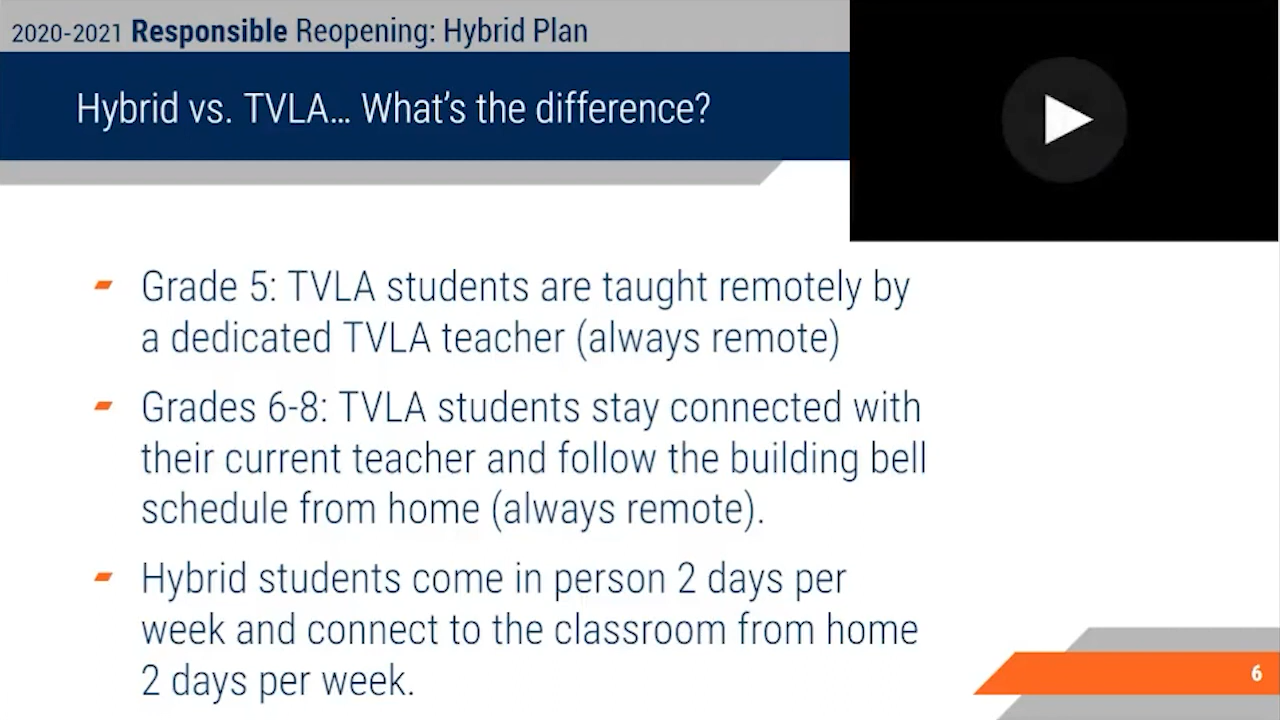 2020-2021 Responsible Reopening: Hybrid Plan
Hybrid vs. TVLA... What's the difference?
Grade 5: TVLA students are taught remotely by
a dedicated TVLA teacher (always remote)
Grades 6-8: TVLA students stay connected with
their current teacher and follow the building bell
schedule from home (always remote).
Hybrid students come in person 2 days per
week and connect to the classroom from home
2 days per week.
6